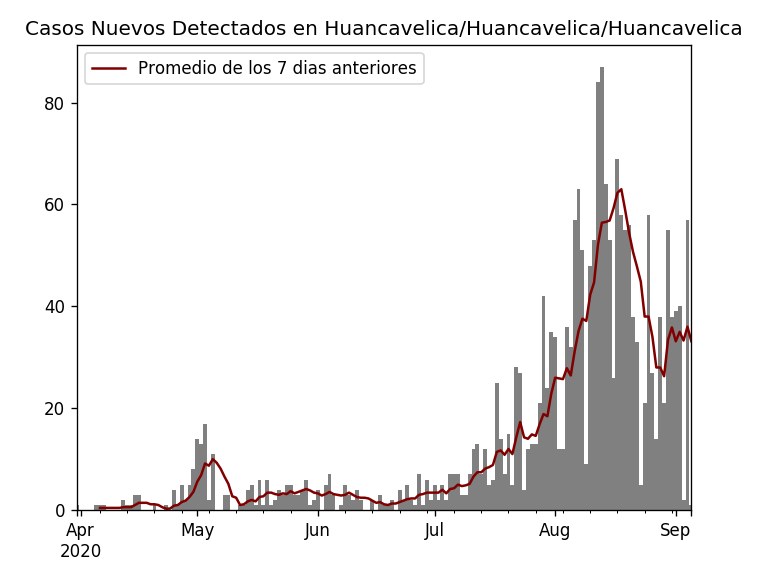 Casos Nuevos Detectados en Huancavelica/Huancavelica/Huancavelica
Promedio de los 7 dias anteriores
80
60
40
20
0
Apr May Jun Jul Aug Sep
2020